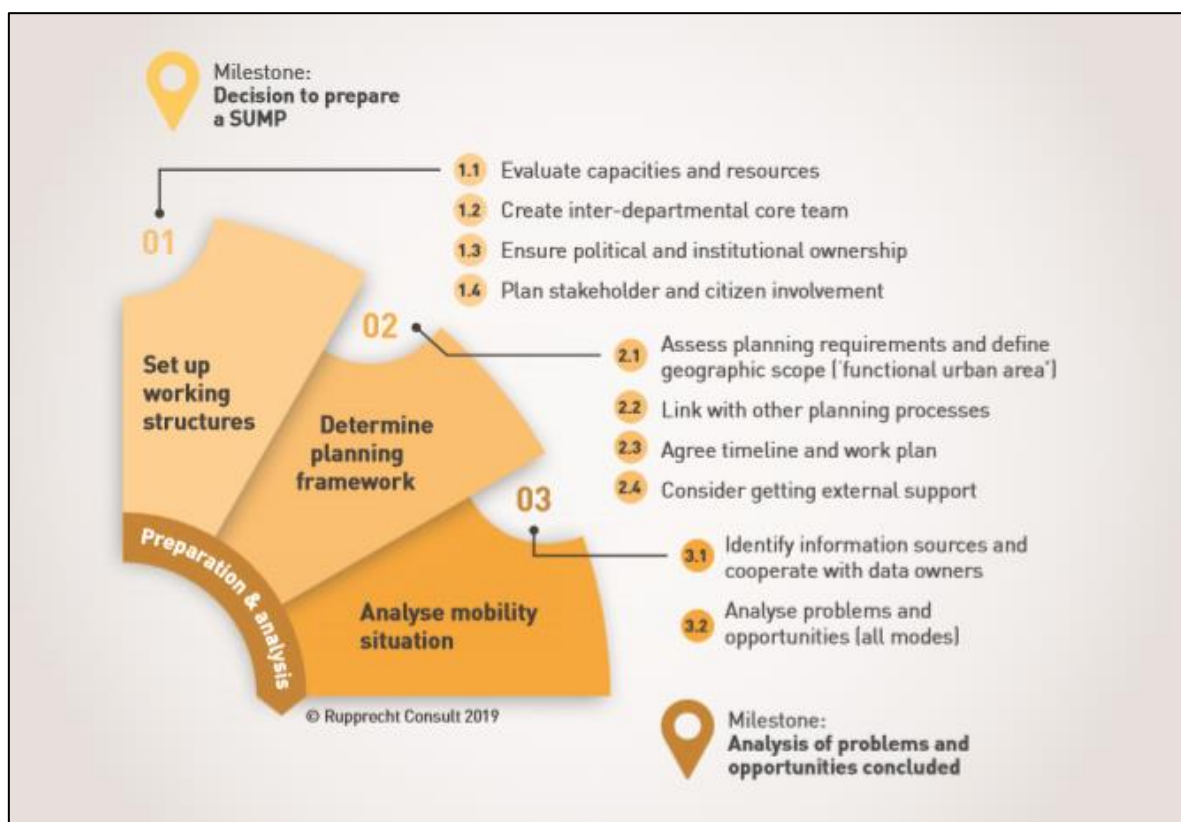 Milestone:
Decision to prepare
a SUMP
01
1.1 Evaluate capacities and resources
1.2 Create inter-departmental core team
1.3 Ensure political and institutional ownership
1.4 Plan stakeholder and citizen involvement
Set up
working
structures
02
2.1 Assess planning requirements and define
geographic scope (‘functional urban area’)
2.2 Link with other planning processes
2.3 Agree timeline and work plan
2.4 Consider getting external support
Determine
planning
framework
03
3.1 Identify information sources and
cooperate with data owners
3.2 Analyse problems and
opportunities (all modes)
Analyse mobility
situation
Preparation & analysis
© Rupprecht Consult 2019
Milestone:
Analysis of problems and
opportunities concluded